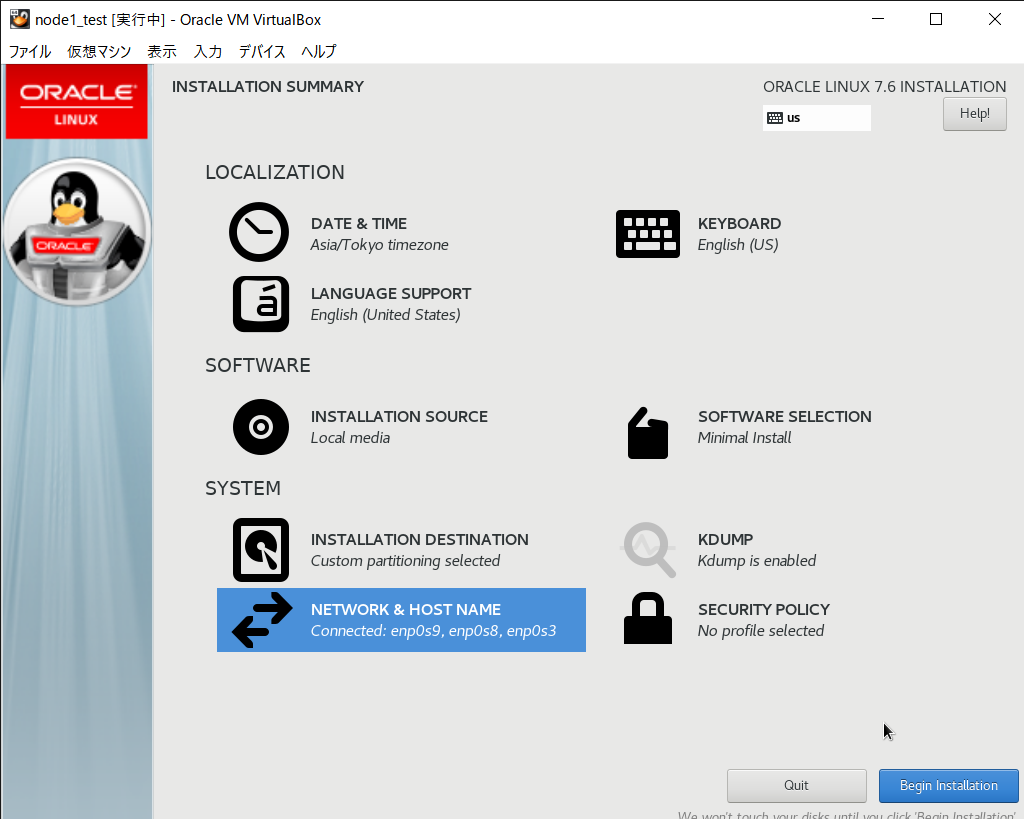 node1_test [実行中] - Oracle VM VirtualBox
ファイル 仮想マシン 表示 入力 デバイス ヘルプ
ORACLE
LINUX
INSTALLATION SUMMARY
ORACLE LINUX 7.6 INSTALLATION
us
Help!
LOCALIZATION
DATE & TIME
Asia/Tokyo timezone
KEYBOARD
English (US)
á
LANGUAGE SUPPORT
English (United States)
ORACLE
SOFTWARE
INSTALLATION SOURCE
Local media
SOFTWARE SELECTION
Minimal Install
SYSTEM
INSTALLATION DESTINATION
Custom partitioning selected
KDUMP
Kdump is enabled
NETWORK & HOST NAME
Connected: enp0s9, enp0s8, enp0s3
SECURITY POLICY
No profile selected
Quit
Begin Installation
We won't touch your disks until you click 'Begin Installation'.